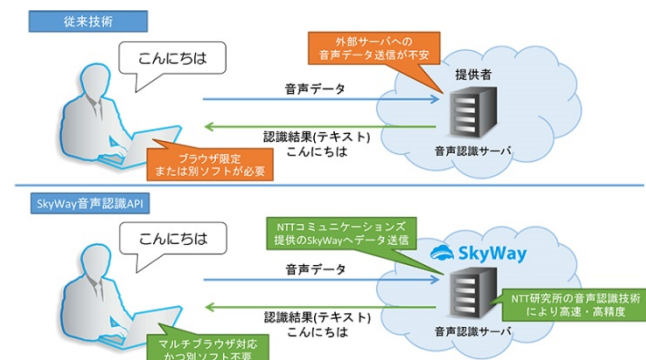 従来技術
こんにちは
外部サーバへの
音声データ送信が不安
提供者
音声データ
認識結果(テキスト)
こんにちは
音声認識サーバ
ブラウザ限定
または別ソフトが必要
SkyWay音声認識API
こんにちは
NTTコミュニケーションズ
提供のSkyWayへデータ送信
SkyWay
音声データ
NTT研究所の音声認識技術
により高速・高精度
認識結果(テキスト)
こんにちは
音声認識サーバ
マルチブラウザ対応
かつ別ソフト不要